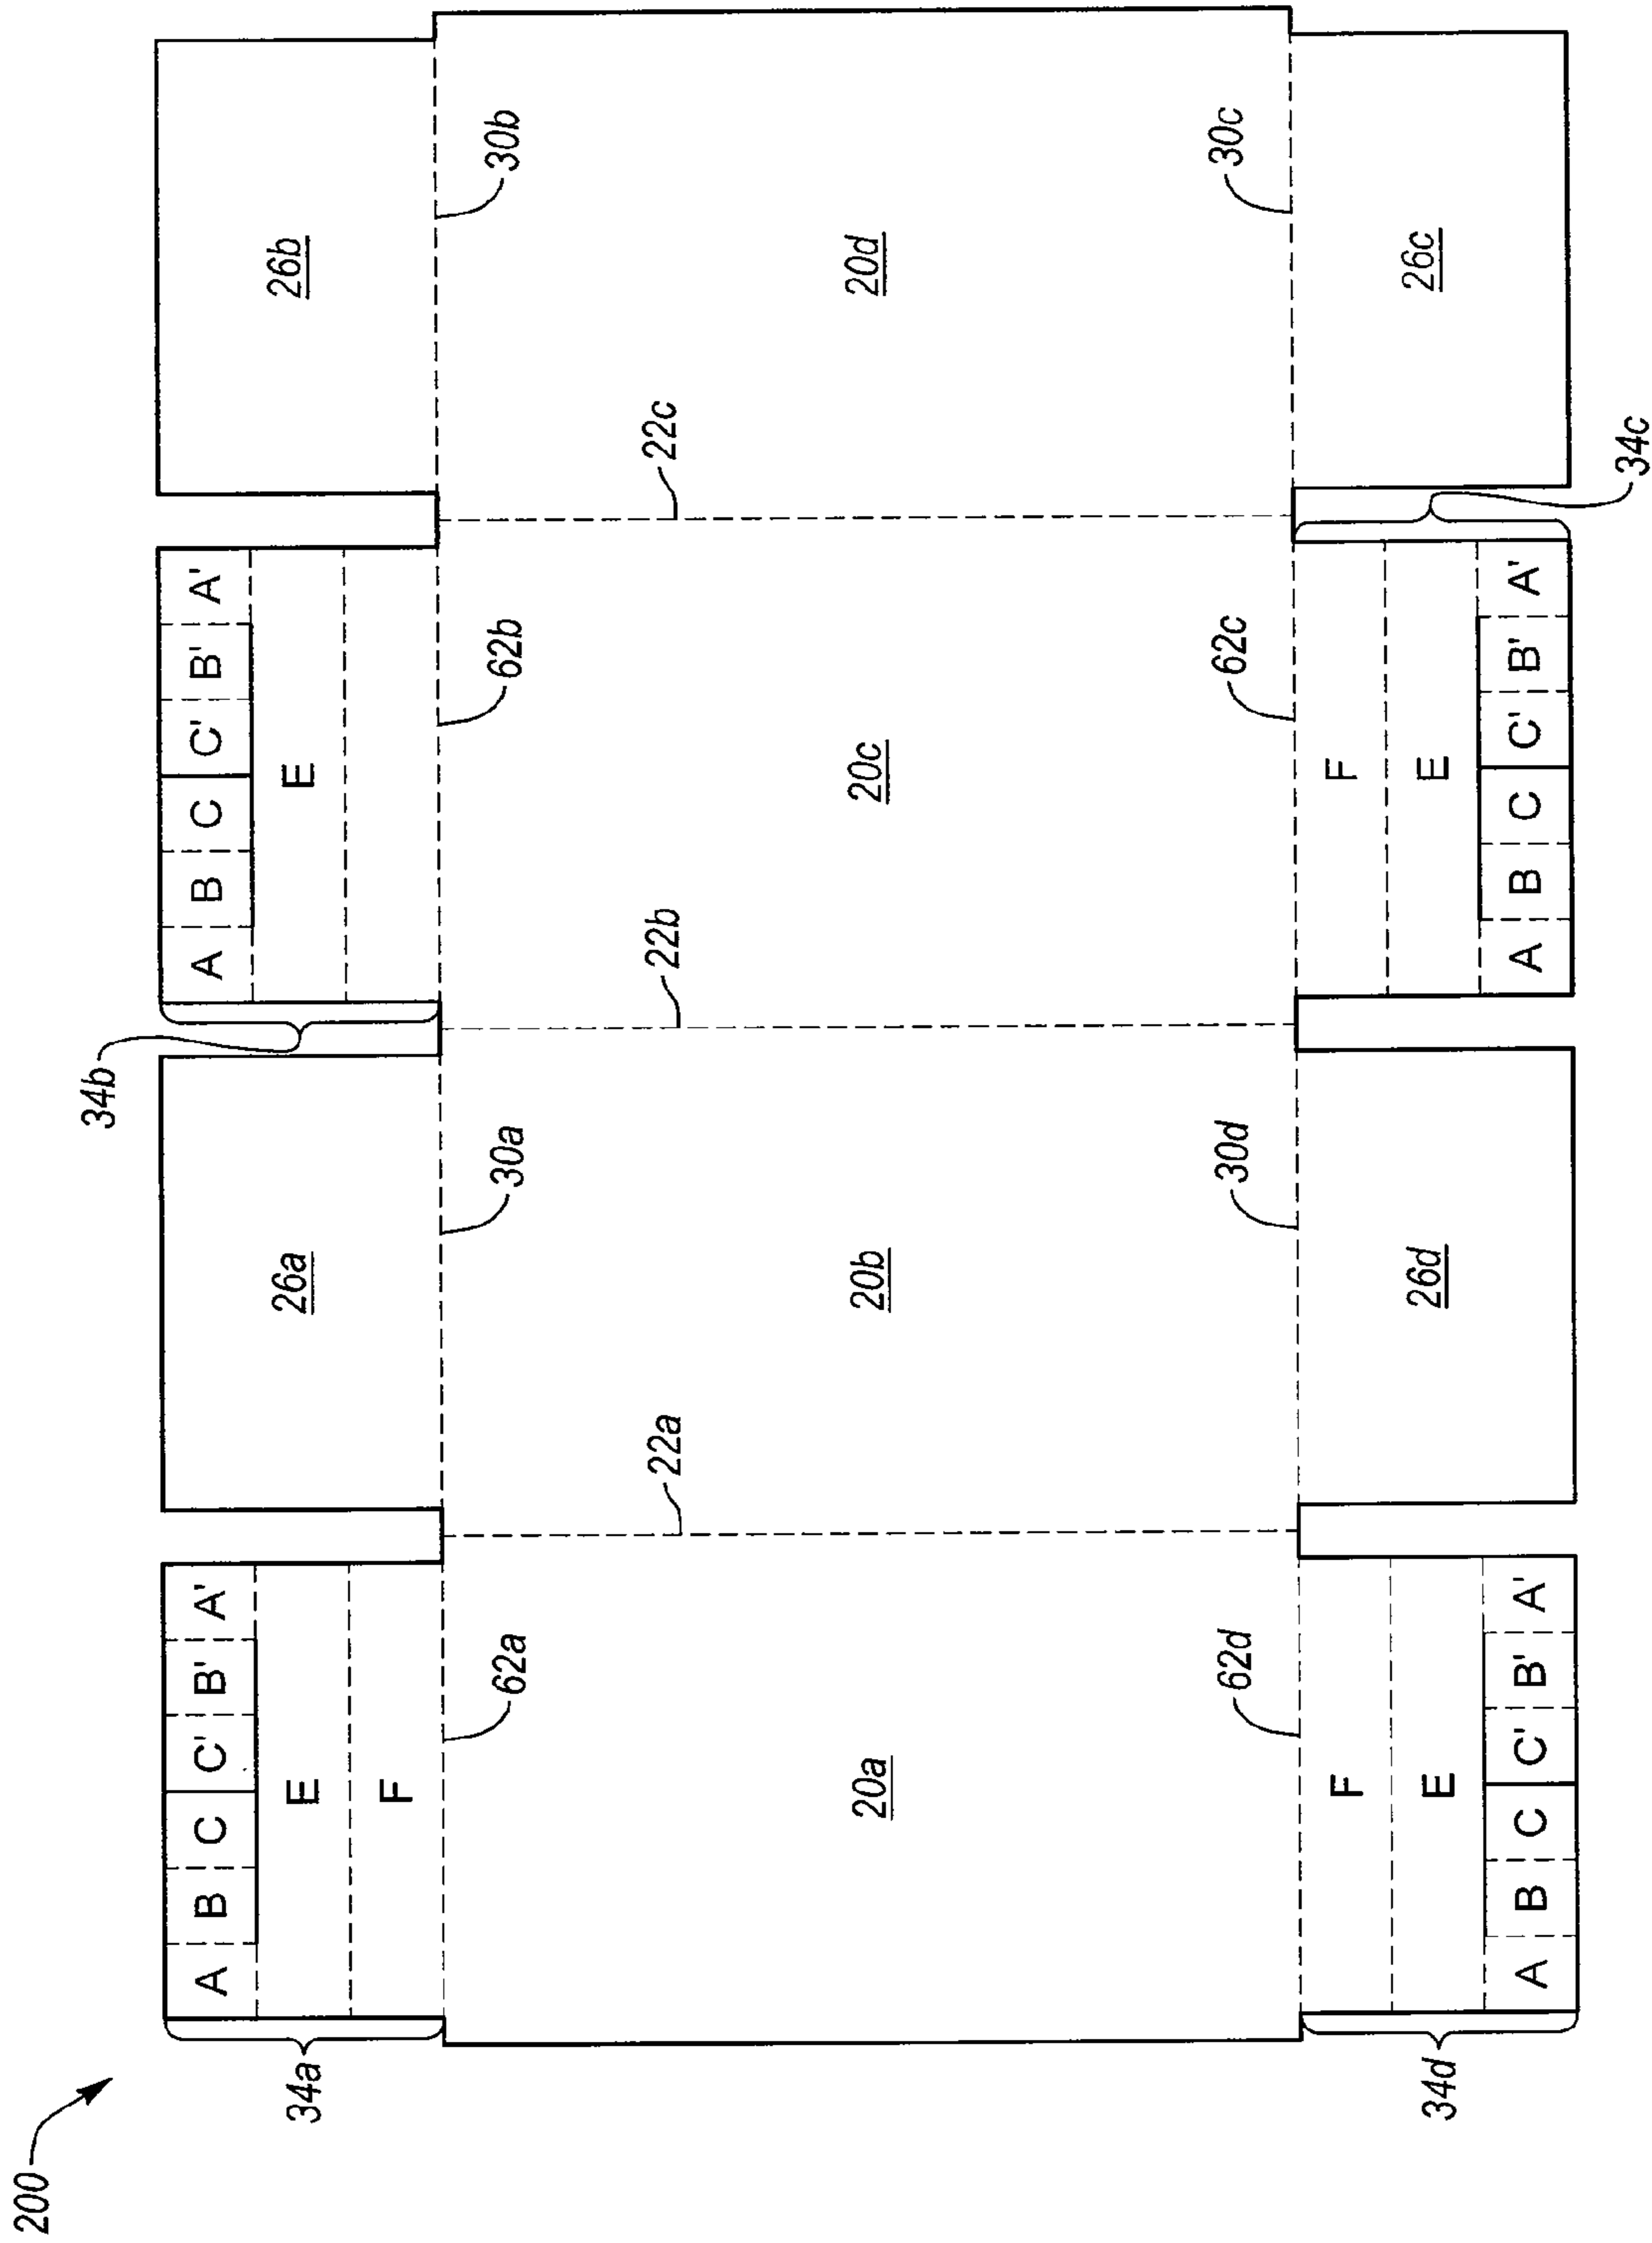 200
34b
A B C C' B' A' A B C C' B' A'
34a E 26a E 26b
F
62a 30a 62b 30b
22a 22b 22c
20a 20b 20c 20d
62d 30d 62c 30c
F F
34d E 26d E 26c
A B C C' B' A' A B C C' B' A'
34c